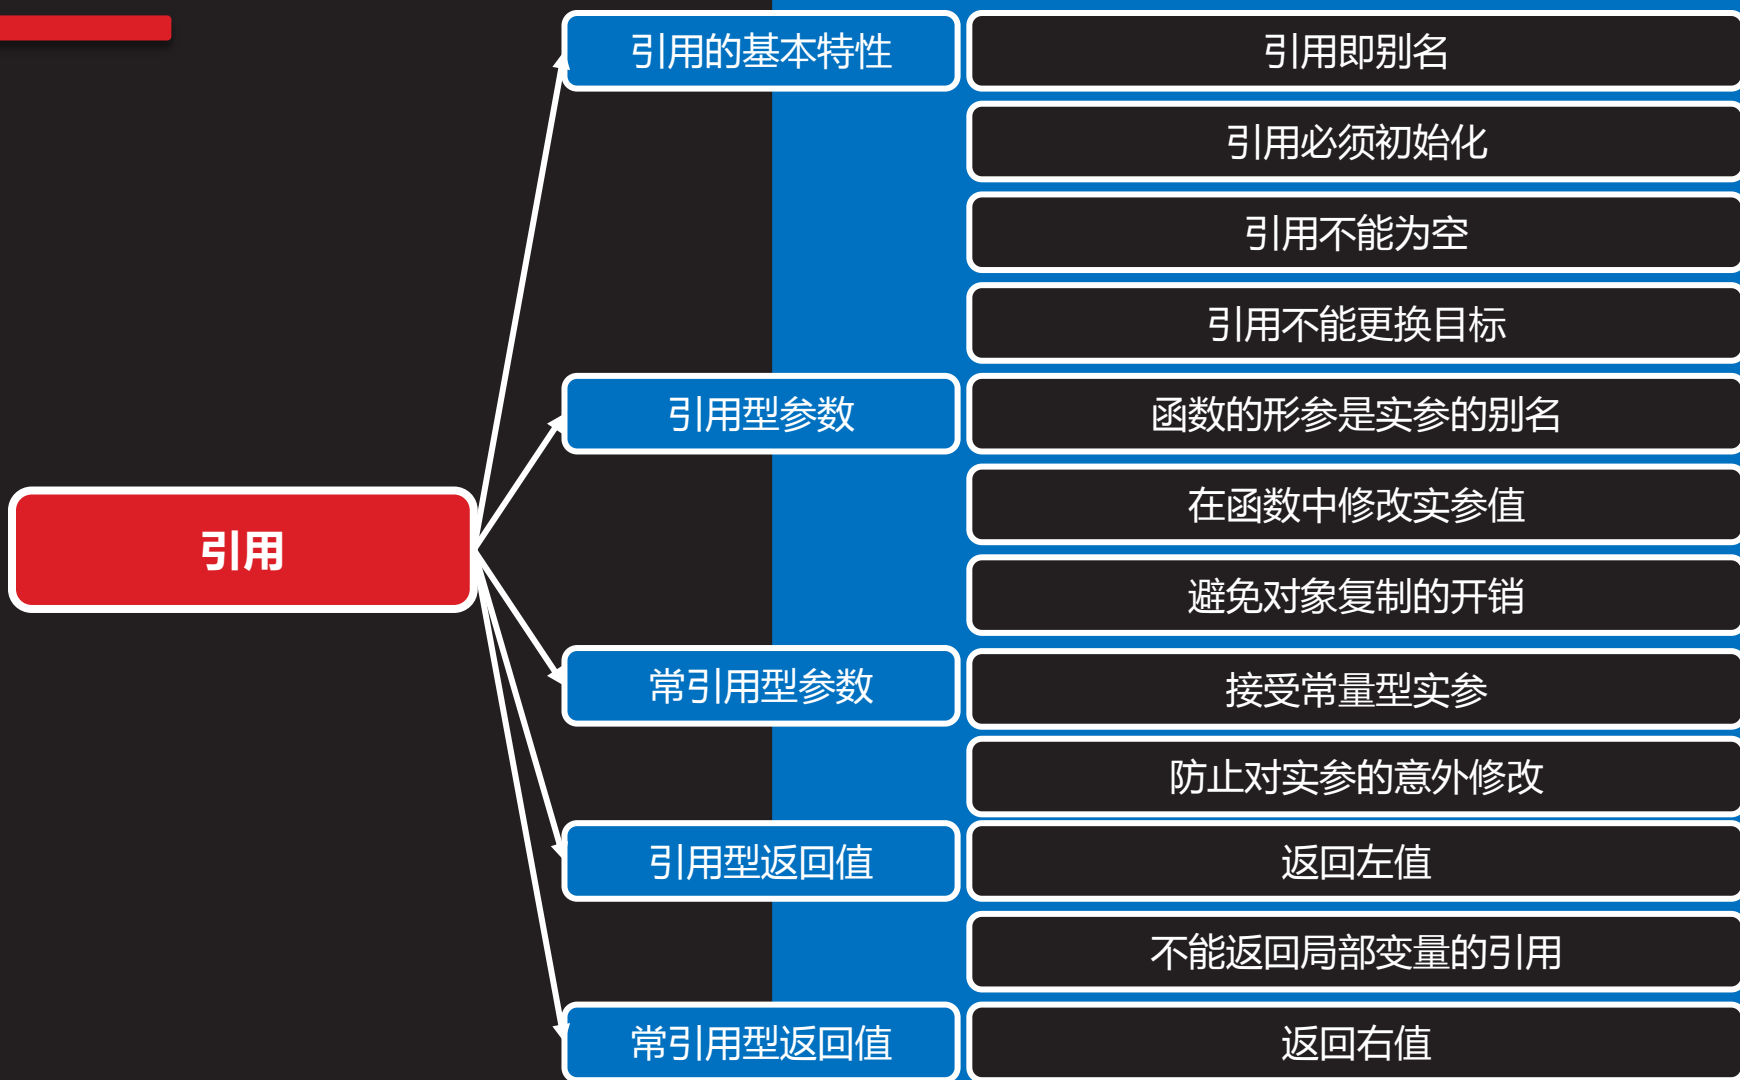 引用
引用的基本特性
引用即别名
引用必须初始化
引用不能为空
引用不能更换目标
引用型参数
函数的形参是实参的别名
在函数中修改实参值
避免对象复制的开销
常引用型参数
接受常量型实参
防止对实参的意外修改
引用型返回值
返回左值
不能返回局部变量的引用
常引用型返回值
返回右值